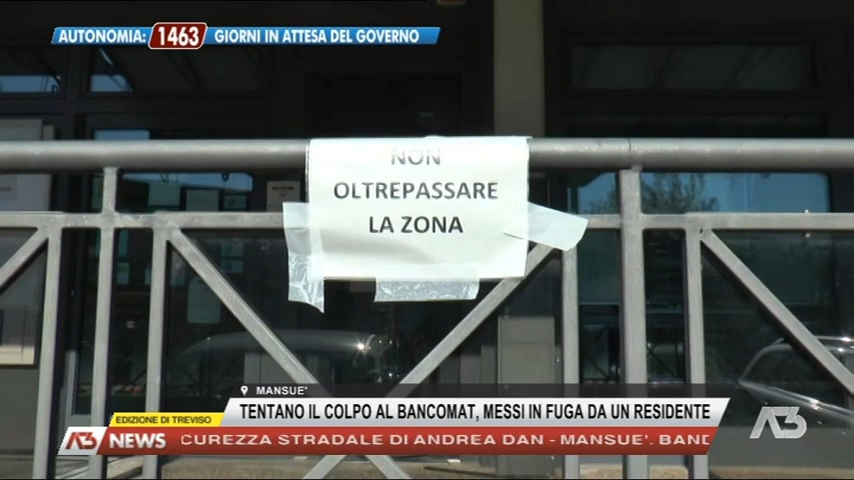 AUTONOMIA: 1463 GIORNI IN ATTESA DEL GOVERNO
NON
OLTREPASSARE
LA ZONA
MANSUE'
TENTANO IL COLPO AL BANCOMAT, MESSI IN FUGA DA UN RESIDENTE
EDIZIONE DI TREVISO
A3 NEWS CUREZZA STRADALE DI ANDREA DAN - MANSUE'. BAND
A3